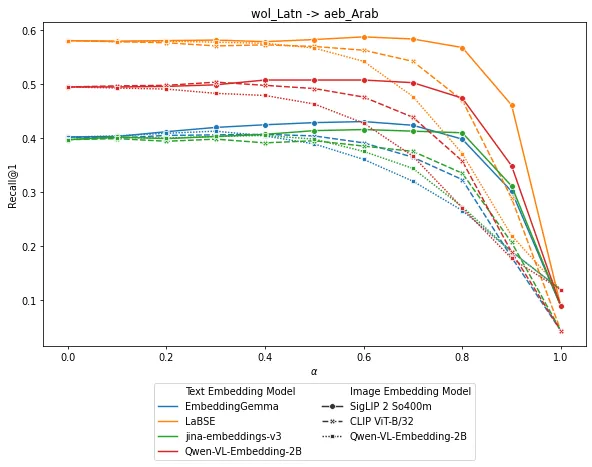 wol_Latn -> aeb_Arab
Recall@1
0.6
0.5
0.4
0.3
0.2
0.1
0.0 0.2 0.4 0.6 0.8 1.0
α
Text Embedding Model Image Embedding Model
EmbeddingGemma SigLIP 2 So400m
LaBSE CLIP ViT-B/32
jina-embeddings-v3 Qwen-VL-Embedding-2B
Qwen-VL-Embedding-2B